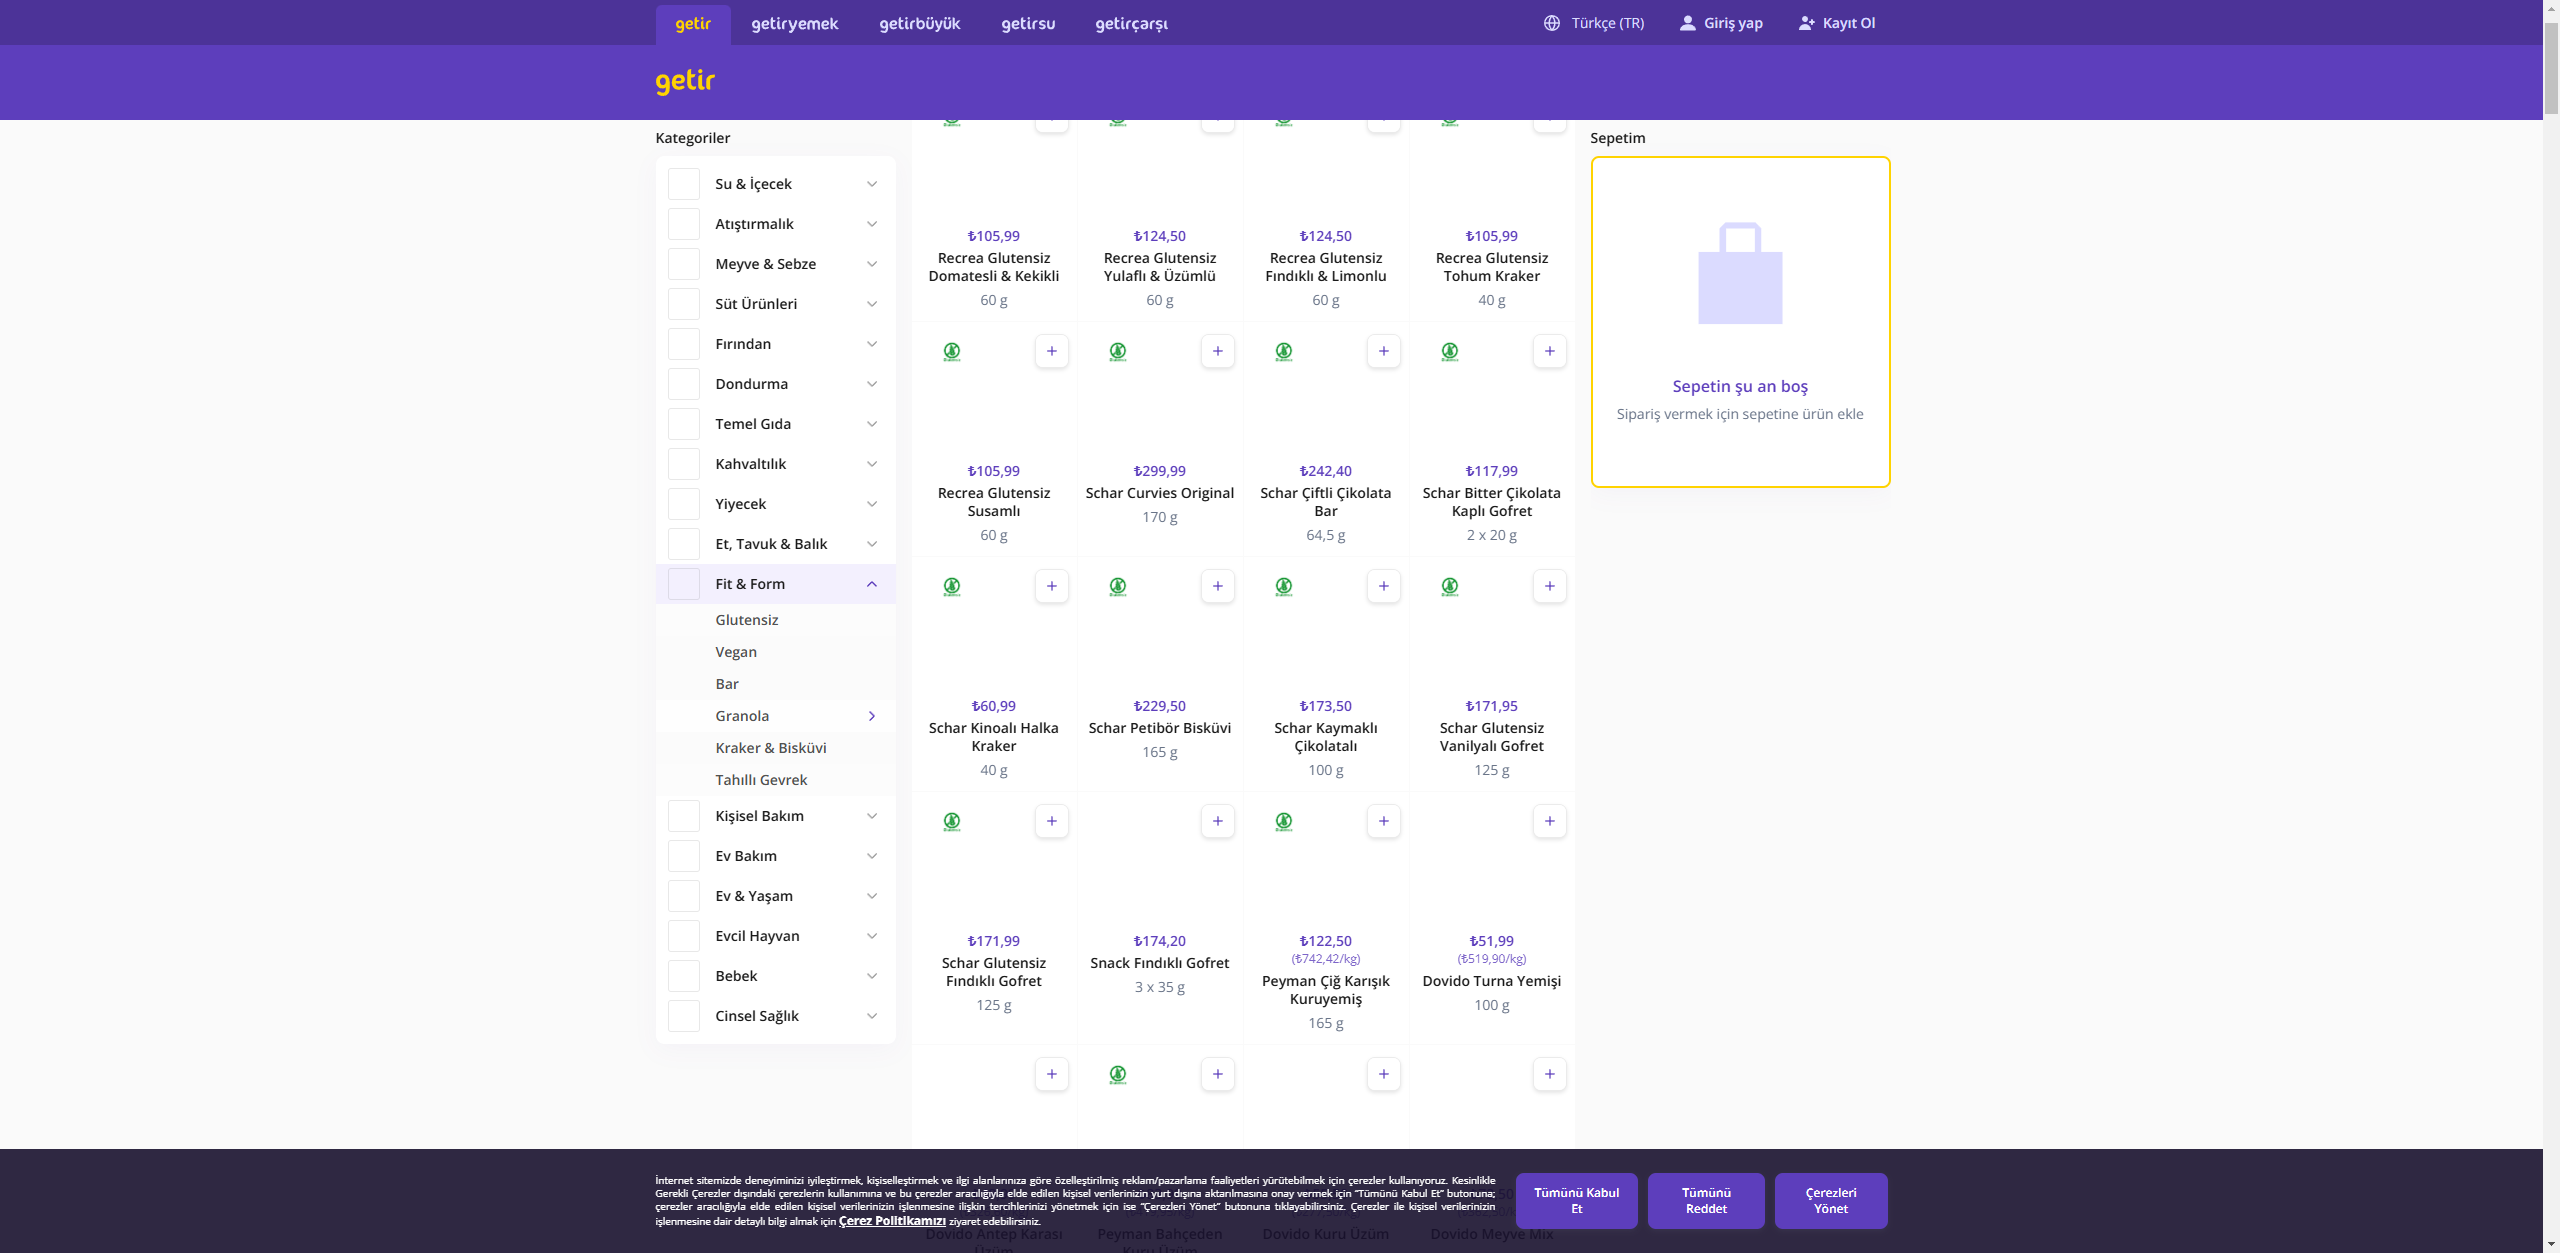 getir
getiryemek
getirbüyük
getirsu
getirçarşı
Türkçe (TR)
Giriş yap
Kayıt Ol
getir
Kategoriler
Su & İçecek
Atıştırmalık
Meyve & Sebze
Süt Ürünleri
Fırından
Dondurma
Temel Gıda
Kahvaltılık
Yiyecek
Et, Tavuk & Balık
Fit & Form
Glutensiz
Vegan
Bar
Granola
Kraker & Bisküvi
Tahıllı Gevrek
Kişisel Bakım
Ev Bakım
Ev & Yaşam
Evcil Hayvan
Bebek
Cinsel Sağlık
₺105,99
Recrea Glutensiz
Domatesli & Kekikli
60 g
₺124,50
Recrea Glutensiz
Yulaflı & Üzümlü
60 g
₺124,50
Recrea Glutensiz
Fındıklı & Limonlu
60 g
₺105,99
Recrea Glutensiz
Tohum Kraker
40 g
₺105,99
Recrea Glutensiz
Susamlı
60 g
₺299,99
Schar Curvies Original
170 g
₺242,40
Schar Çiftli Çikolata
Bar
64,5 g
₺117,99
Schar Bitter Çikolata
Kaplı Gofret
2 x 20 g
₺60,99
Schar Kinoalı Halka
Kraker
40 g
₺229,50
Schar Petibör Bisküvi
165 g
₺173,50
Schar Kaymaklı
Çikolatalı
100 g
₺171,95
Schar Glutensiz
Vanilyalı Gofret
125 g
₺171,99
Schar Glutensiz
Fındıklı Gofret
125 g
₺174,20
Snack Fındıklı Gofret
3 x 35 g
₺122,50
(₺742,42/kg)
Peyman Çiğ Karışık
Kuruyemiş
165 g
₺51,99
(₺519,90/kg)
Dovido Turna Yemişi
100 g
Sepetim
Sepetin şu an boş
Sipariş vermek için sepetine ürün ekle
İnternet sitemizde deneyiminizi iyileştirmek, kişiselleştirmek ve ilgi alanlarınıza göre özelleştirilmiş reklam/pazarlama faaliyetleri yürütebilmek için çerezler kullanıyoruz. Kesinlikle
Gerekli Çerezler dışındaki çerezlerin kullanımına ve bu çerezler aracılığıyla elde edilen kişisel verilerinizin yurt dışına aktarılmasına onay vermek için “Tümünü Kabul Et” butonuna;
çerezler aracılığıyla elde edilen kişisel verilerinizin işlenmesine ilişkin tercihlerinizi yönetmek için ise “Çerezleri Yönet” butonuna tıklayabilirsiniz. Çerezler ile kişisel verilerinizin
işlenmesine dair detaylı bilgi almak için Çerez Politikamızı ziyaret edebilirsiniz.
Tümünü Kabul
Et
Tümünü
Reddet
Çerezleri
Yönet
Dovido Antep Karası
Üzüm
Peyman Bahçeden
Kuru Üzüm
Dovido Kuru Üzüm
Dovido Meyve Mix